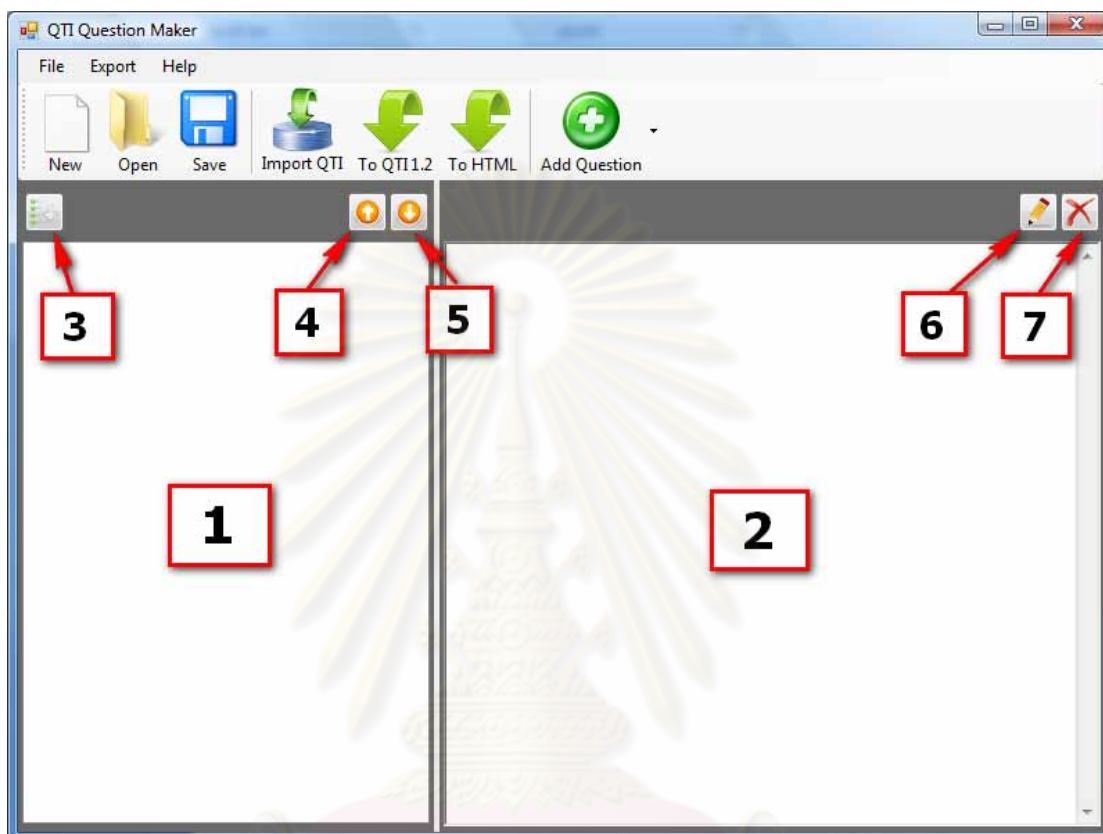 QTI Question Maker
File Export Help
New Open Save Import QTI To QTI1.2 To HTML Add Question
3 4 5 6 7
1 2